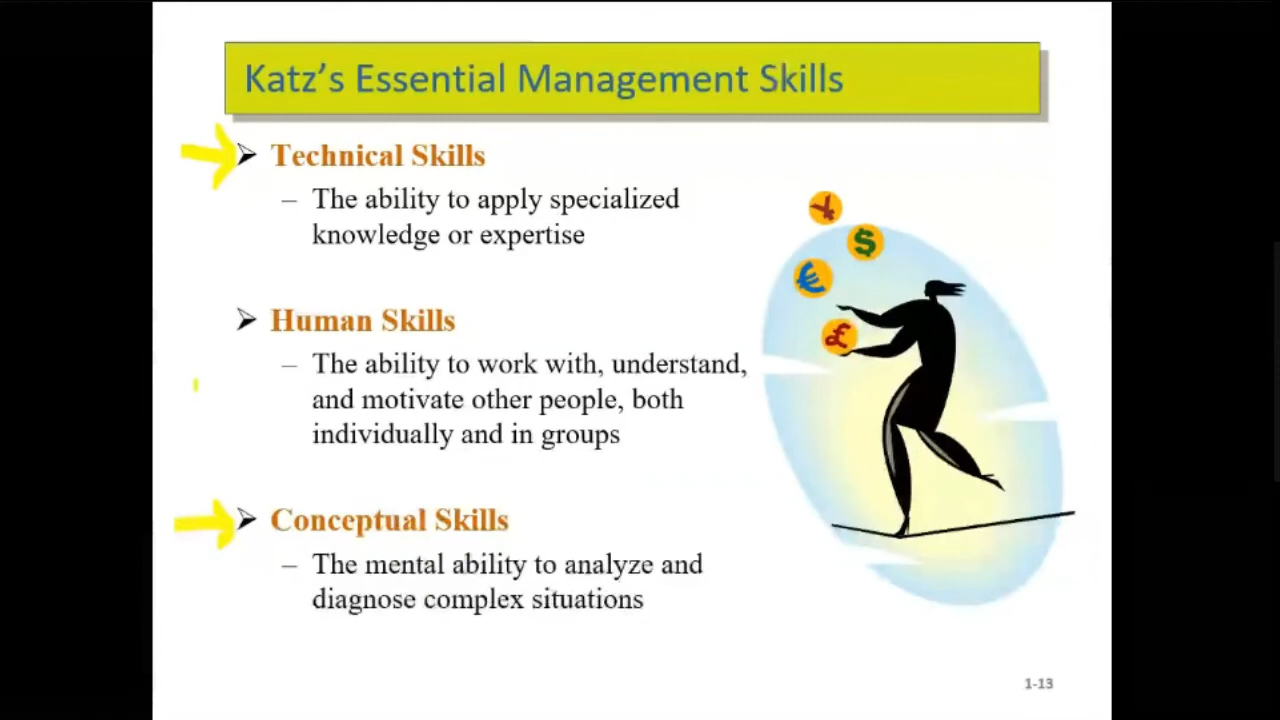 Katz's Essential Management Skills
➢ Technical Skills
– The ability to apply specialized
knowledge or expertise
➢ Human Skills
– The ability to work with, understand,
and motivate other people, both
individually and in groups
➢ Conceptual Skills
– The mental ability to analyze and
diagnose complex situations
¥
$
€
£
1-13